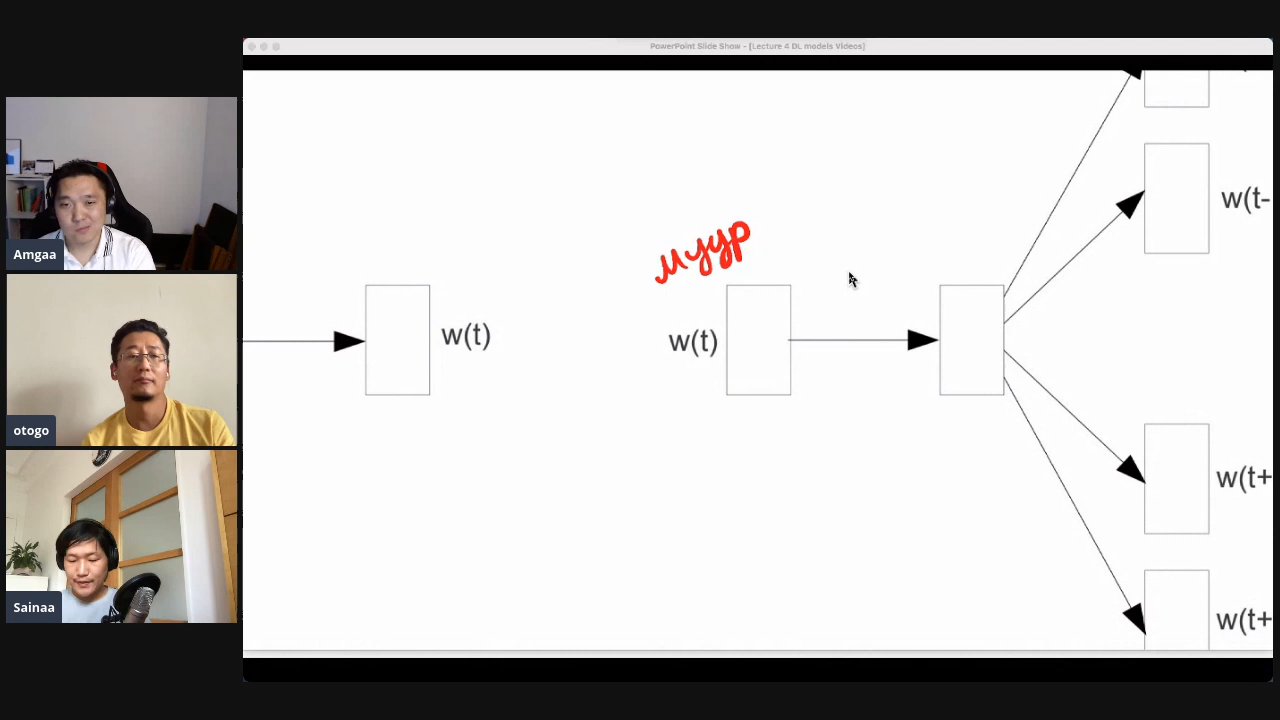 PowerPoint Slide Show - [Lecture 4 DL models Videos]
Amgaa
otogo
Sainaa
муур
w(t)
w(t)
w(t-
w(t+
w(t+